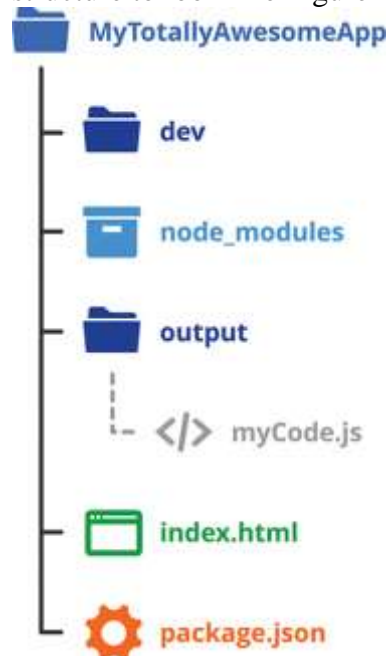 MyTotallyAwesomeApp
dev
node_modules
output
</> myCode.js
index.html
package.json